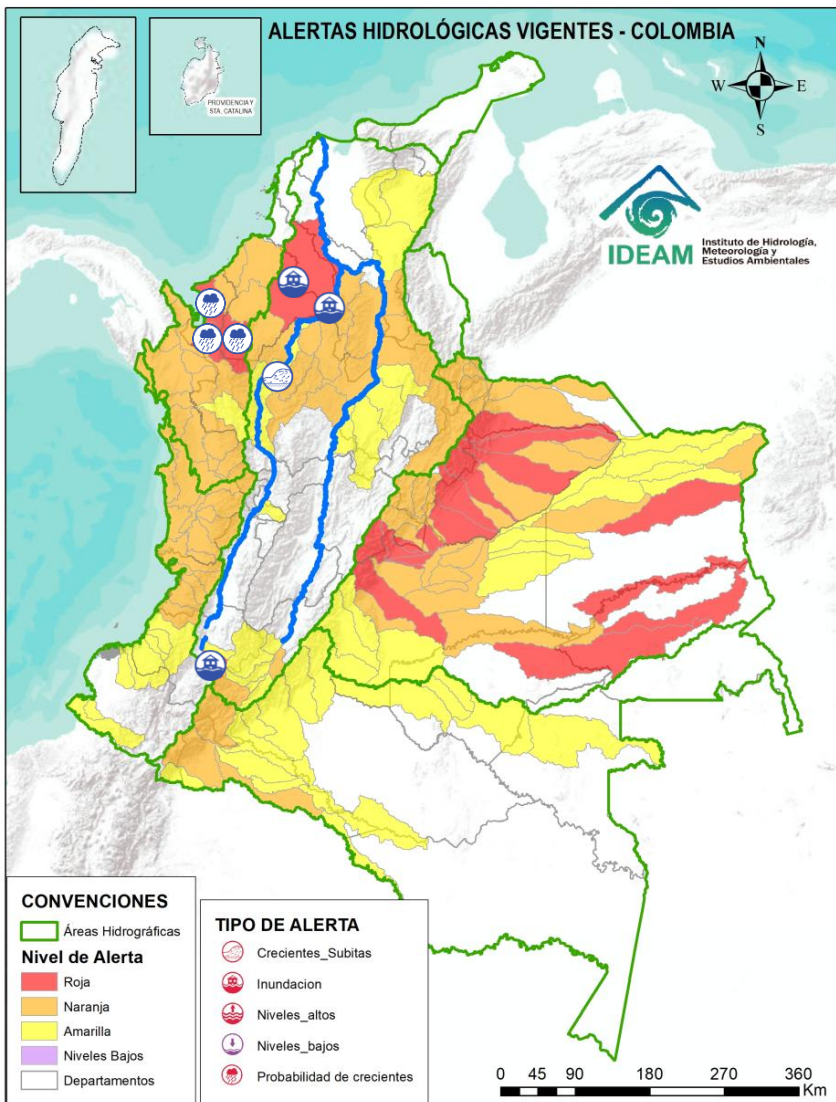 ALERTAS HIDROLÓGICAS VIGENTES - COLOMBIA
PROVIDENCIA Y
STA. CATALINA
N
W
E
S
IDEAM
Instituto de Hidrología,
Meteorología y
Estudios Ambientales
CONVENCIONES
Áreas Hidrográficas
Nivel de Alerta
Roja
Naranja
Amarilla
Niveles Bajos
Departamentos
TIPO DE ALERTA
Crecientes_Subitas
Inundacion
Niveles_altos
Niveles_bajos
Probabilidad de crecientes
0 45 90 180 270 360
Km